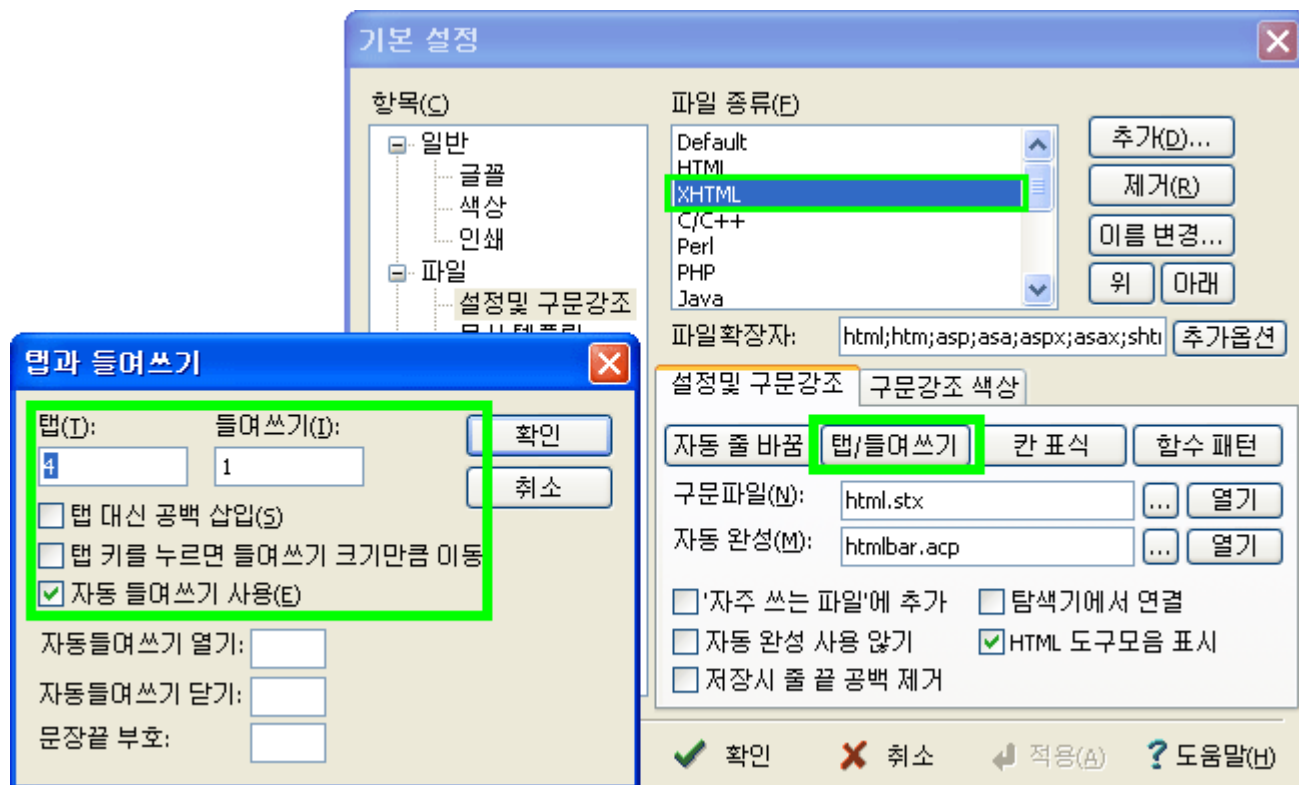 기본 설정
항목(C)
일반
글꼴
색상
인쇄
파일
설정및 구문강조
문서 템플릿
파일 종류(F)
Default
HTML
XHTML
C/C++
Perl
PHP
Java
추가(D)...
제거(R)
이름 변경...
위 아래
파일확장자: html;htm;asp;asa;aspx;asax;sht 추가옵션
설정및 구문강조 구문강조 색상
자동 줄 바꿈 탭/들여쓰기 칸 표식 함수 패턴
구문파일(N): html.stx ... 열기
자동 완성(M): htmlbar.acp ... 열기
'자주 쓰는 파일'에 추가 탐색기에서 연결
자동 완성 사용 않기 HTML 도구모음 표시
저장시 줄 끝 공백 제거
확인 취소 적용(A) 도움말(H)
탭과 들여쓰기
탭(T): 들여쓰기(I):
4 1
확인
취소
탭 대신 공백 삽입(S)
탭 키를 누르면 들여쓰기 크기만큼 이동
자동 들여쓰기 사용(E)
자동들여쓰기 열기:
자동들여쓰기 닫기:
문장끝 부호: